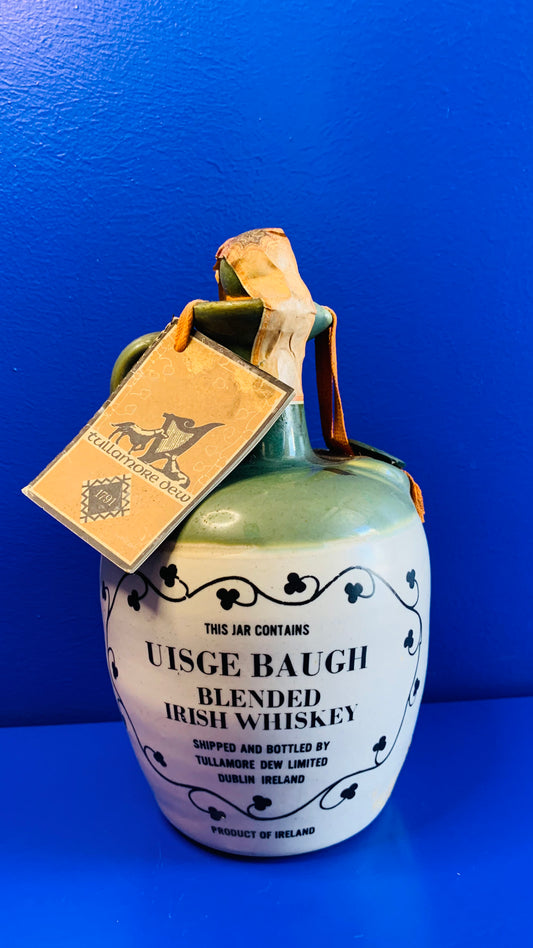 tullamore dew
1791
THIS JAR CONTAINS
UISGE BAUGH
BLENDED
IRISH WHISKEY
SHIPPED AND BOTTLED BY
TULLAMORE DEW LIMITED
DUBLIN IRELAND
PRODUCT OF IRELAND